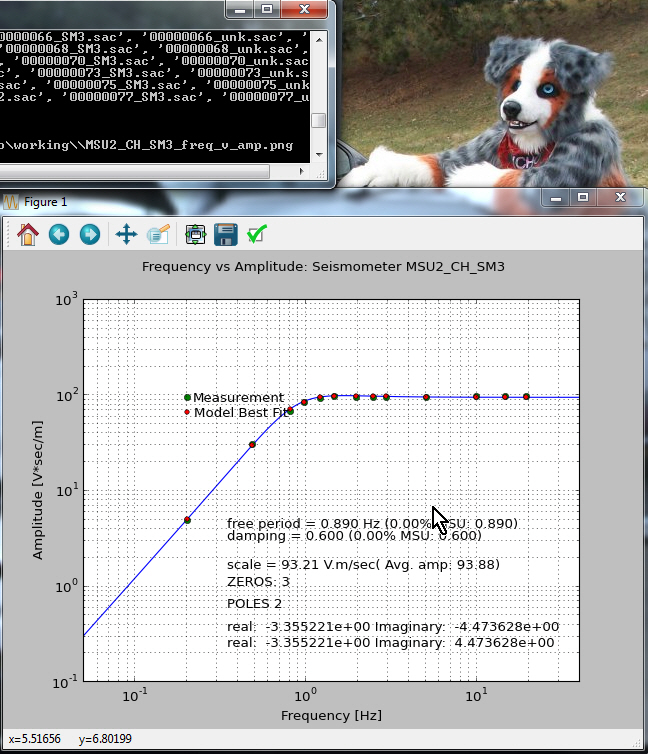 00000066_SM3.sac', '00000066_unk.sac', '
00000068_SM3.sac', '00000068_unk.sac',
00000070_SM3.sac', '00000070_unk.sac',
c', '00000073_SM3.sac', '00000073_unk.s
sac', '00000075_SM3.sac', '00000075_unk
2.sac', '00000077_SM3.sac', '00000077_u
o\working\\MSU2_CH_SM3_freq_v_amp.png
CH
Figure 1
Frequency vs Amplitude: Seismometer MSU2_CH_SM3
10³
10²
10¹
10⁰
10⁻¹
Amplitude [V*sec/m]
Measurement
Model Best Fit
free period = 0.890 Hz (0.00% MSU: 0.890)
damping = 0.600 (0.00% MSU: 0.600)
scale = 93.21 V.m/sec( Avg. amp: 93.88)
ZEROS: 3
POLES 2
real: -3.355221e+00 Imaginary: -4.473628e+00
real: -3.355221e+00 Imaginary: 4.473628e+00
10⁻¹ 10⁰ 10¹
Frequency [Hz]
x=5.51656 y=6.80199